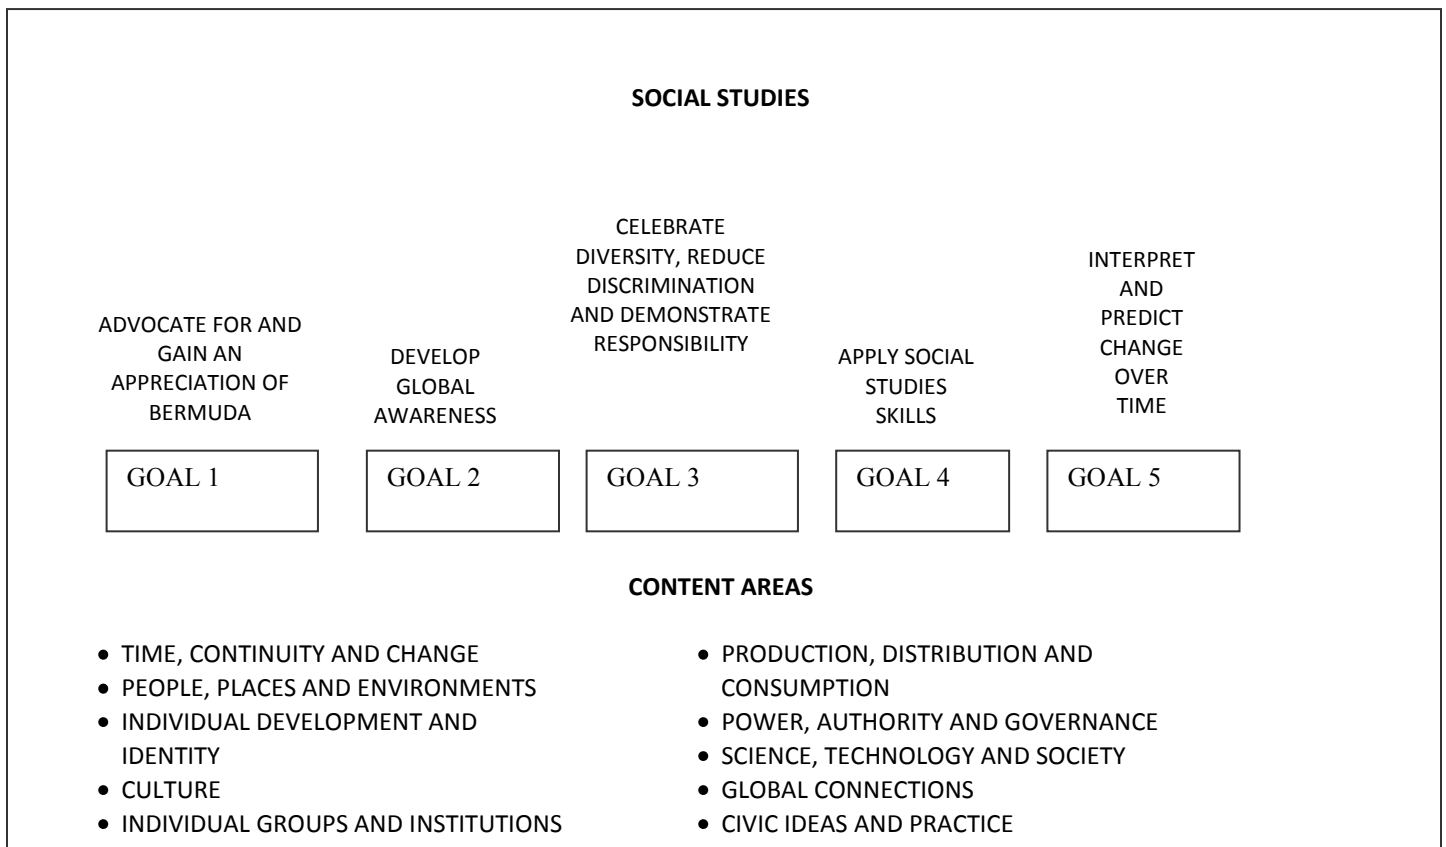 SOCIAL STUDIES
ADVOCATE FOR AND
GAIN AN
APPRECIATION OF
BERMUDA
DEVELOP
GLOBAL
AWARENESS
CELEBRATE
DIVERSITY, REDUCE
DISCRIMINATION
AND DEMONSTRATE
RESPONSIBILITY
APPLY SOCIAL
STUDIES
SKILLS
INTERPRET
AND
PREDICT
CHANGE
OVER
TIME
GOAL 1
GOAL 2
GOAL 3
GOAL 4
GOAL 5
CONTENT AREAS
• TIME, CONTINUITY AND CHANGE
• PEOPLE, PLACES AND ENVIRONMENTS
• INDIVIDUAL DEVELOPMENT AND
IDENTITY
• CULTURE
• INDIVIDUAL GROUPS AND INSTITUTIONS
• PRODUCTION, DISTRIBUTION AND
CONSUMPTION
• POWER, AUTHORITY AND GOVERNANCE
• SCIENCE, TECHNOLOGY AND SOCIETY
• GLOBAL CONNECTIONS
• CIVIC IDEAS AND PRACTICE